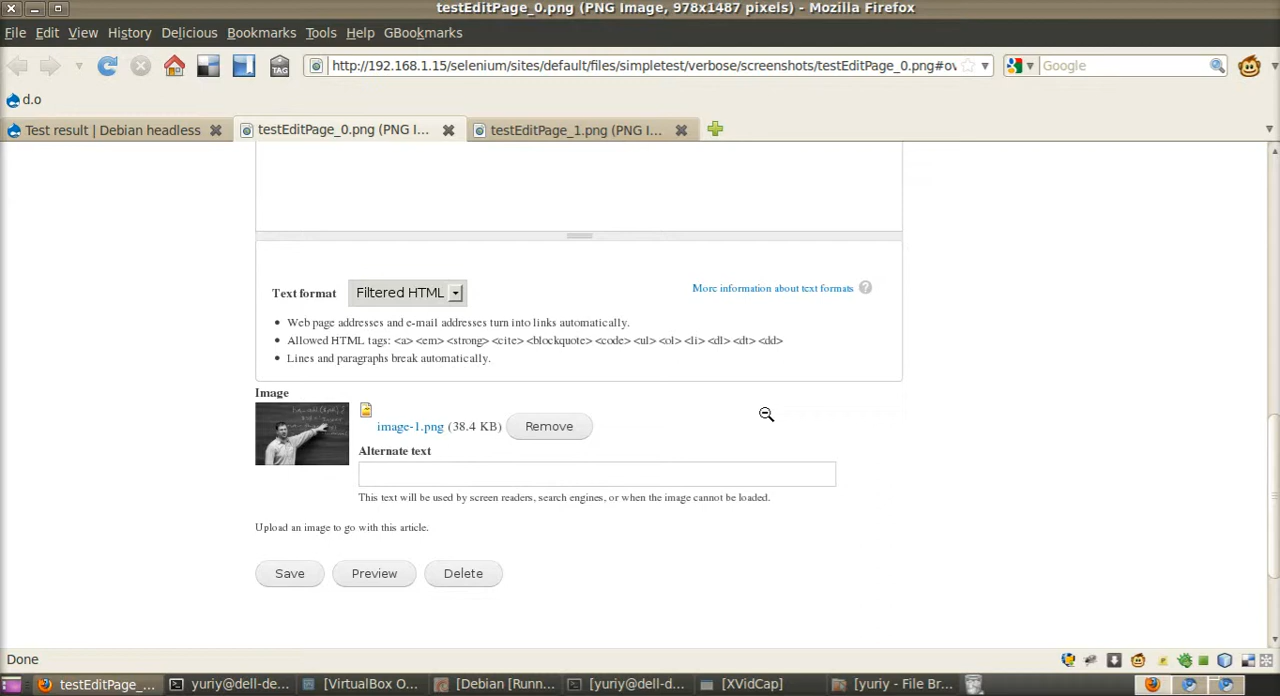 testEditPage_0.png (PNG Image, 978x1487 pixels) - Mozilla Firefox
File Edit View History Delicious Bookmarks Tools Help GBookmarks
TAG http://192.168.1.15/selenium/sites/default/files/simpletest/verbose/screenshots/testEditPage_0.png#ov Google
d.o
Test result | Debian headless testEditPage_0.png (PNG I... testEditPage_1.png (PNG I...
Text format Filtered HTML More information about text formats ?
Web page addresses and e-mail addresses turn into links automatically.
Allowed HTML tags: <a> <em> <strong> <cite> <blockquote> <code> <ul> <ol> <li> <dl> <dt> <dd>
Lines and paragraphs break automatically.
Image
image-1.png (38.4 KB) Remove
Alternate text
This text will be used by screen readers, search engines, or when the image cannot be loaded.
Upload an image to go with this article.
Save Preview Delete
Done
testEditPage_... yuriy@dell-de... [VirtualBox O... [Debian [Runn... [yuriy@dell-d... [XVidCap] [yuriy - File Br...